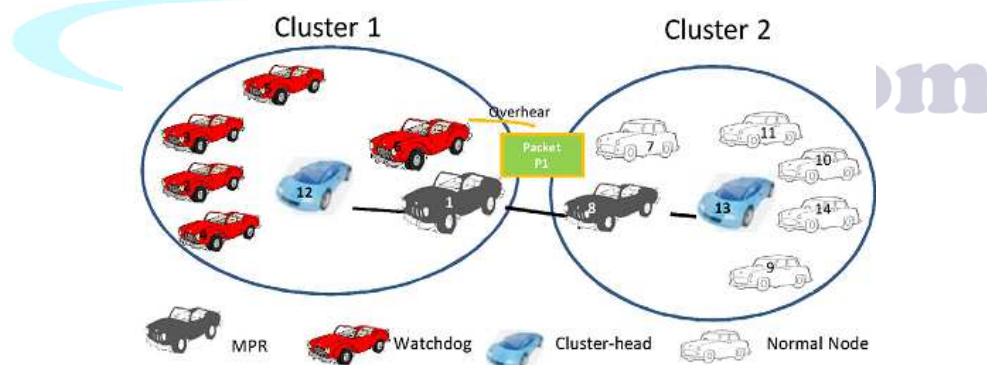 Cluster 1
Cluster 2
om
Overhear
Packet
P1
7
11
10
12
1
8
13
14
9
MPR
Watchdog
Cluster-head
Normal Node